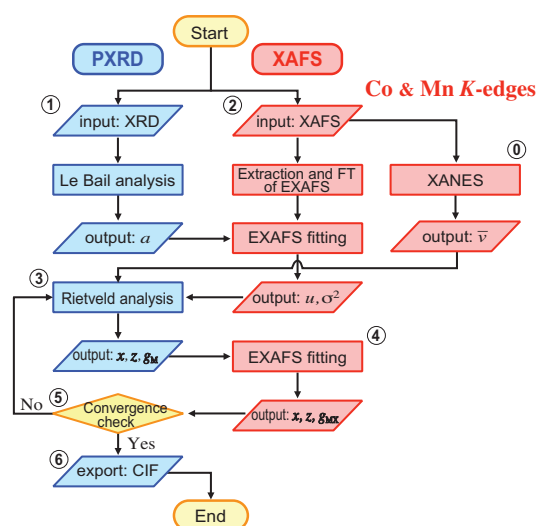 Start
PXRD
XAFS
Co & Mn K-edges
①
input: XRD
②
input: XAFS
⓪
Le Bail analysis
Extraction and FT
of EXAFS
XANES
output: a
EXAFS fitting
output: v̅
③
Rietveld analysis
output: u, σ²
④
output: x, z, gM
EXAFS fitting
No
⑤
Convergence
check
output: x, z, gMX
Yes
⑥
export: CIF
End